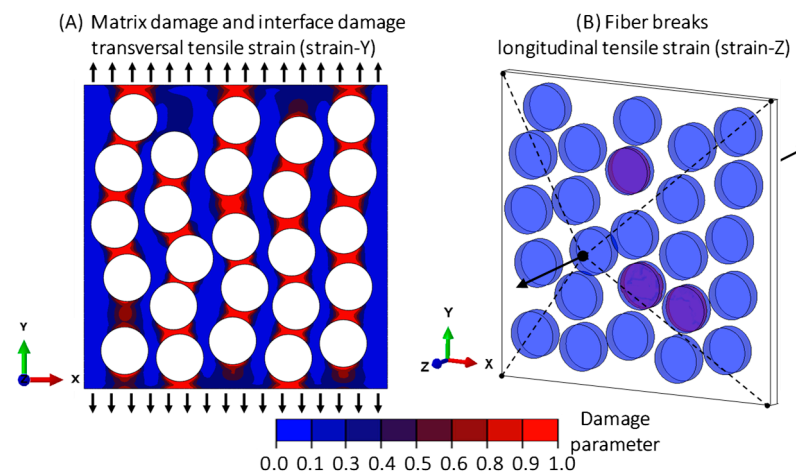 (A) Matrix damage and interface damage
transversal tensile strain (strain-Y)
(B) Fiber breaks
longitudinal tensile strain (strain-Z)
Y
Z
X
Y
Z
X
Damage
parameter
0.0 0.1 0.3 0.4 0.5 0.6 0.8 0.9 1.0